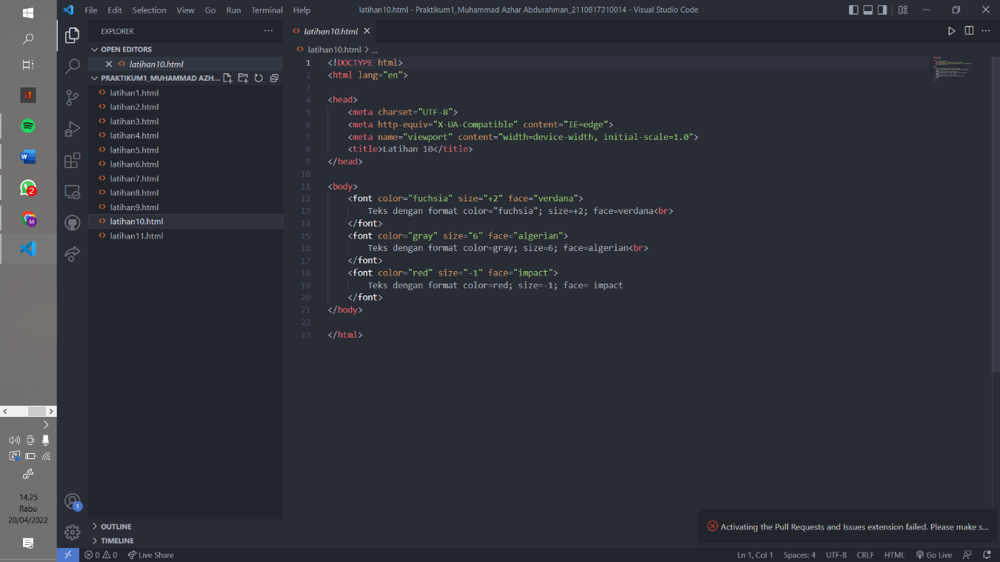 File Edit Selection View Go Run Terminal Help
latihan10.html - Praktikum1_Muhammad Azhar Abdurahman_2110817310014 - Visual Studio Code
EXPLORER
OPEN EDITORS
latihan10.html
PRAKTIKUM1_MUHAMMAD AZH...
latihan1.html
latihan2.html
latihan3.html
latihan4.html
latihan5.html
latihan6.html
latihan7.html
latihan8.html
latihan9.html
latihan10.html
latihan11.html
OUTLINE
TIMELINE
latihan10.html
latihan10.html > ...
1 <!DOCTYPE html>
2 <html lang="en">
3
4 <head>
5 <meta charset="UTF-8">
6 <meta http-equiv="X-UA-Compatible" content="IE=edge">
7 <meta name="viewport" content="width=device-width, initial-scale=1.0">
8 <title>Latihan 10</title>
9 </head>
10
11 <body>
12 <font color="fuchsia" size="+2" face="verdana">
13 Teks dengan format color="fuchsia"; size=+2; face=verdana<br>
14 </font>
15 <font color="gray" size="6" face="algerian">
16 Teks dengan format color=gray; size=6; face=algerian<br>
17 </font>
18 <font color="red" size="-1" face="impact">
19 Teks dengan format color=red; size=-1; face= impact
20 </font>
21 </body>
22
23 </html>
Activating the Pull Requests and Issues extension failed. Please make s...
W
2
M
1
14.25
Rabu
20/04/2022
0 0 Live Share
Ln 1, Col 1 Spaces: 4 UTF-8 CRLF HTML Go Live